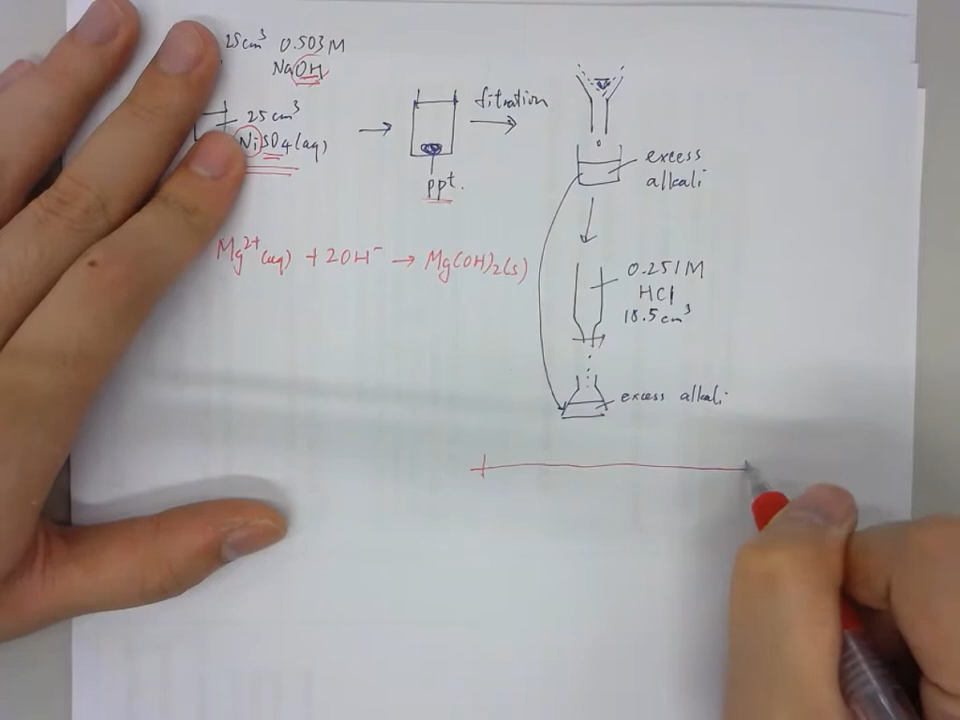 25cm³ 0.503M
NaOH
25cm³
NiSO4(aq)
ppt.
filtration
excess
alkali
Mg²⁺(aq) + 2OH⁻ → Mg(OH)2(s)
0.251M
HCl
18.5cm³
excess alkali